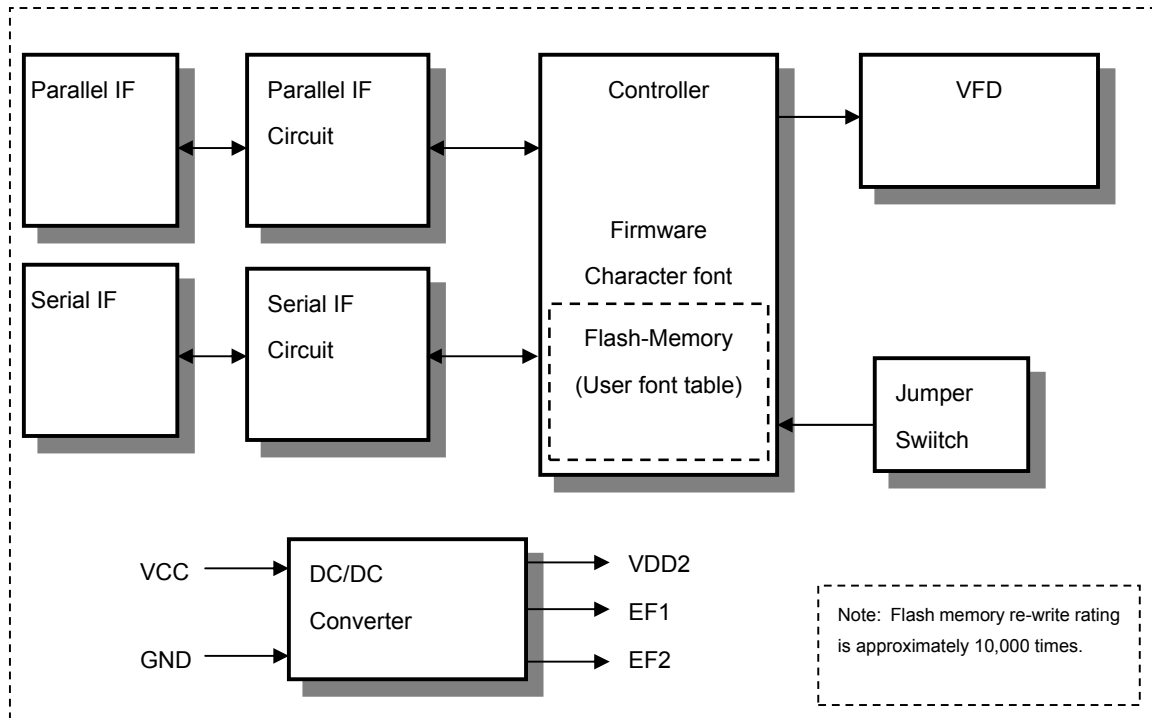 Parallel IF
Parallel IF
Circuit
Controller
VFD
Firmware
Character font
Serial IF
Serial IF
Circuit
Flash-Memory
(User font table)
Jumper
Swiitch
VCC
GND
DC/DC
Converter
VDD2
EF1
EF2
Note:  Flash memory re-write rating
is approximately 10,000 times.